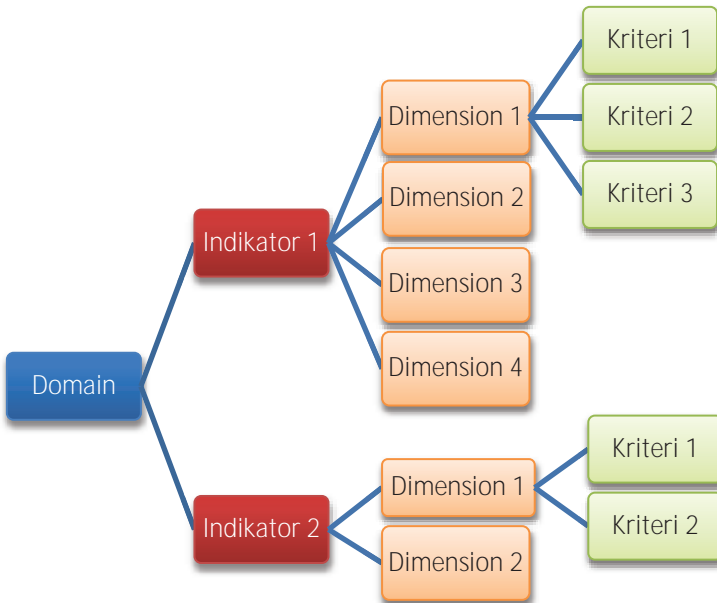 Domain
Indikator 1
Dimension 1
Kriteri 1
Kriteri 2
Kriteri 3
Dimension 2
Dimension 3
Dimension 4
Indikator 2
Dimension 1
Kriteri 1
Kriteri 2
Dimension 2